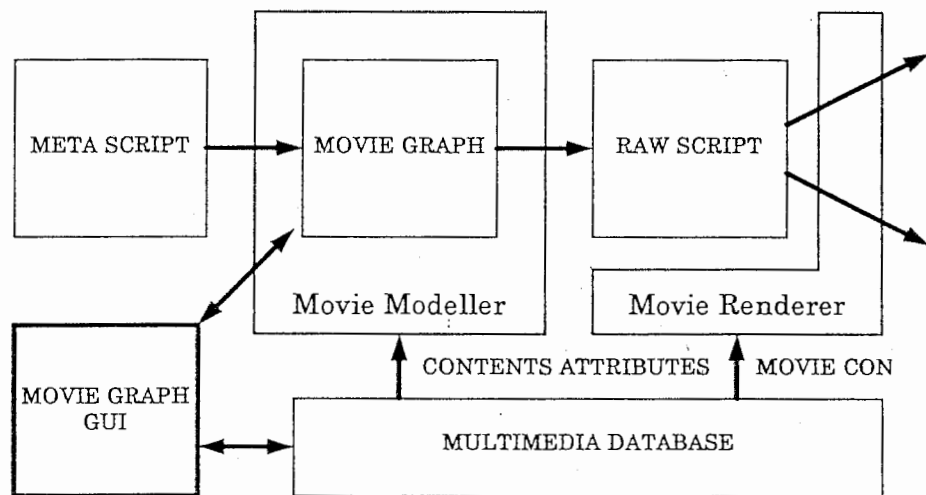 META SCRIPT
MOVIE GRAPH
RAW SCRIPT
Movie Modeller
Movie Renderer
CONTENTS ATTRIBUTES
MOVIE CON
MOVIE GRAPH
GUI
MULTIMEDIA DATABASE